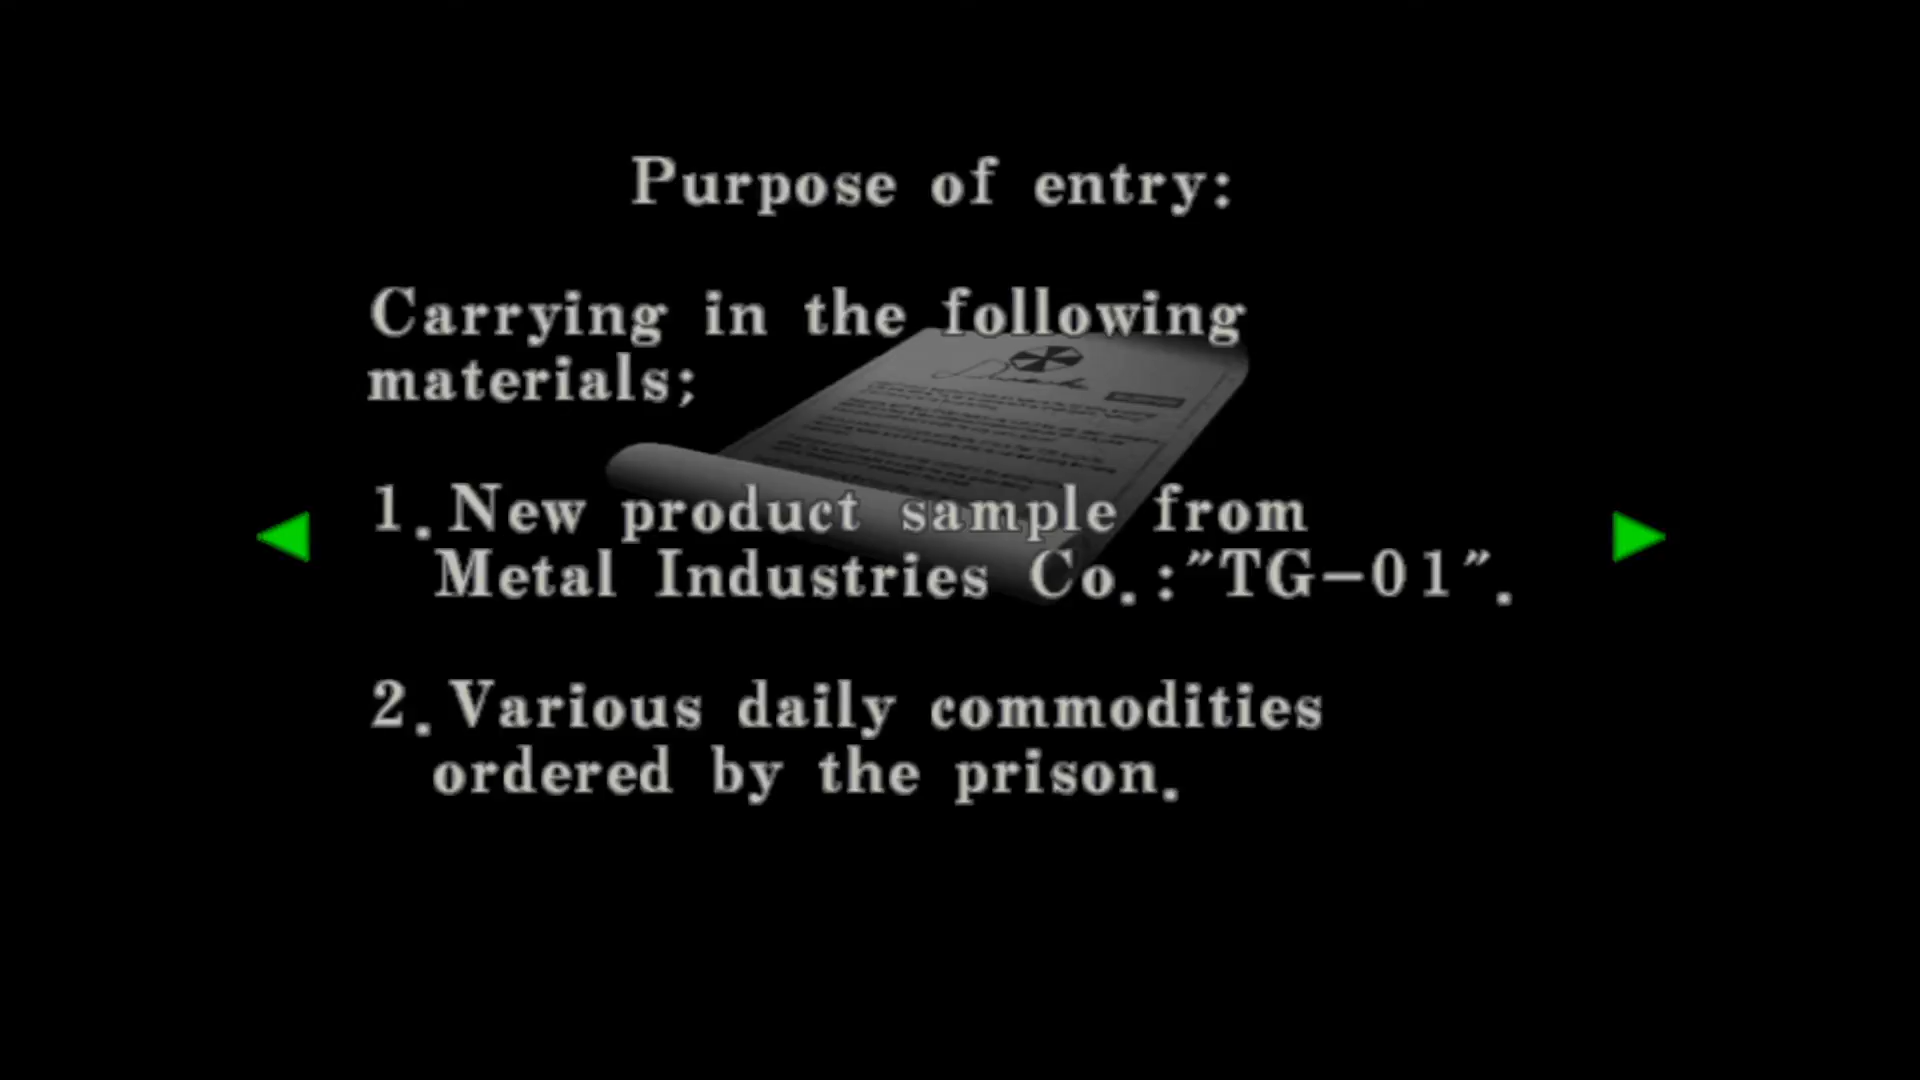 Purpose of entry:
Carrying in the following
materials;
1.New product sample from
Metal Industries Co.:"TG-01".
2.Various daily commodities
ordered by the prison.